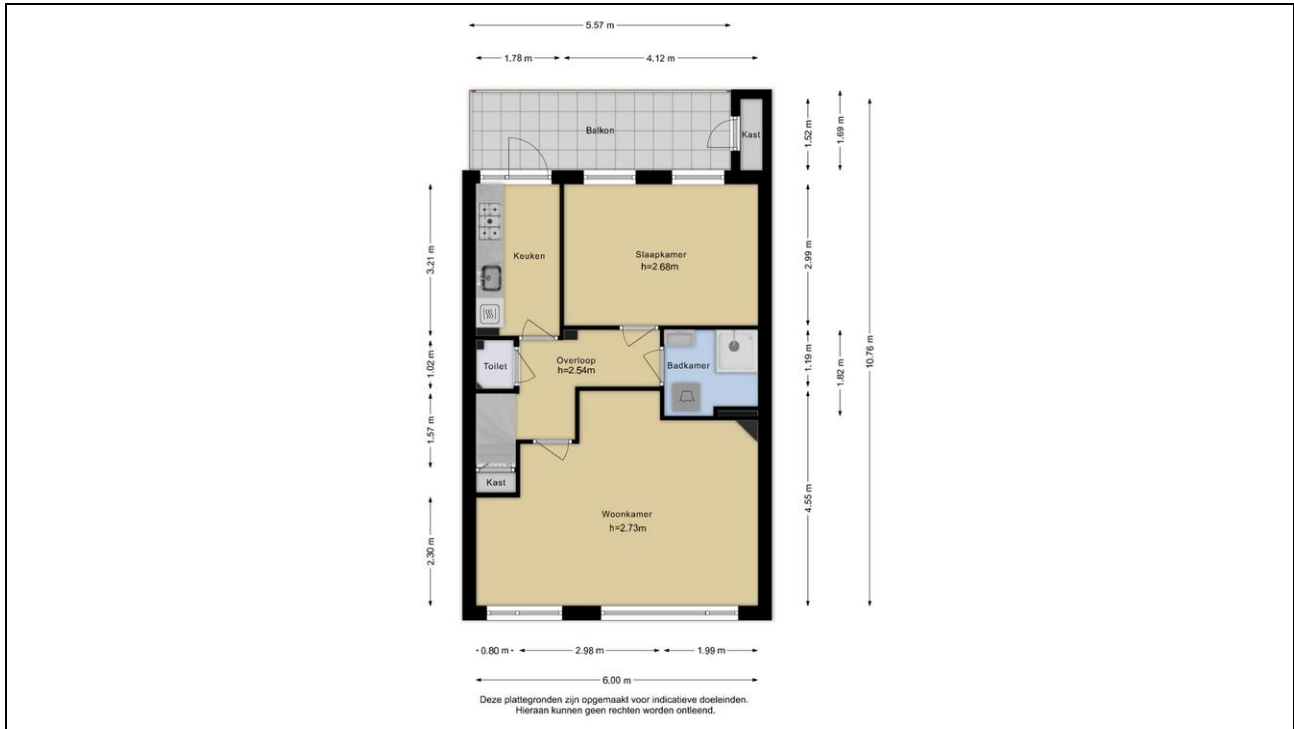 5.57 m
1.78 m
4.12 m
Balkon
Kast
1.52 m
1.69 m
Keuken
Slaapkamer
h=2.68m
3.21 m
2.99 m
10.76 m
Toilet
Overloop
h=2.54m
Badkamer
1.02 m
1.19 m
1.82 m
1.57 m
Kast
Woonkamer
h=2.73m
4.55 m
2.30 m
0.80 m
2.98 m
1.99 m
6.00 m
Deze plattegronden zijn opgemaakt voor indicatieve doeleinden.
Hieraan kunnen geen rechten worden ontleend.